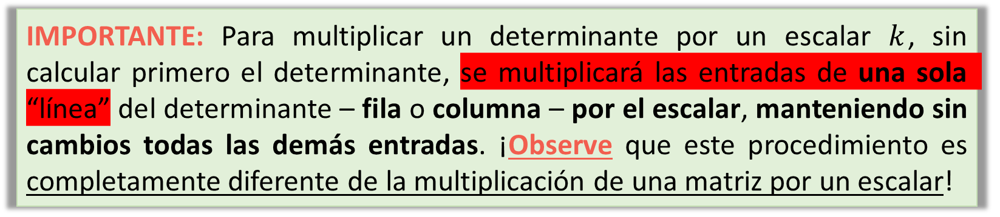 IMPORTANTE: Para multiplicar un determinante por un escalar k, sin
calcular primero el determinante, se multiplicará las entradas de una sola
“línea” del determinante – fila o columna – por el escalar, manteniendo sin
cambios todas las demás entradas. ¡Observe que este procedimiento es
completamente diferente de la multiplicación de una matriz por un escalar!